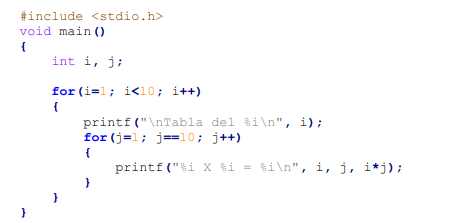 #include <stdio.h>
void main()
{
    int i, j;

    for(i=1; i<10; i++)
    {
        printf("\nTabla del %i\n", i);
        for(j=1; j==10; j++)
        {
            printf("%i X %i = %i\n", i, j, i*j);
        }
    }
}